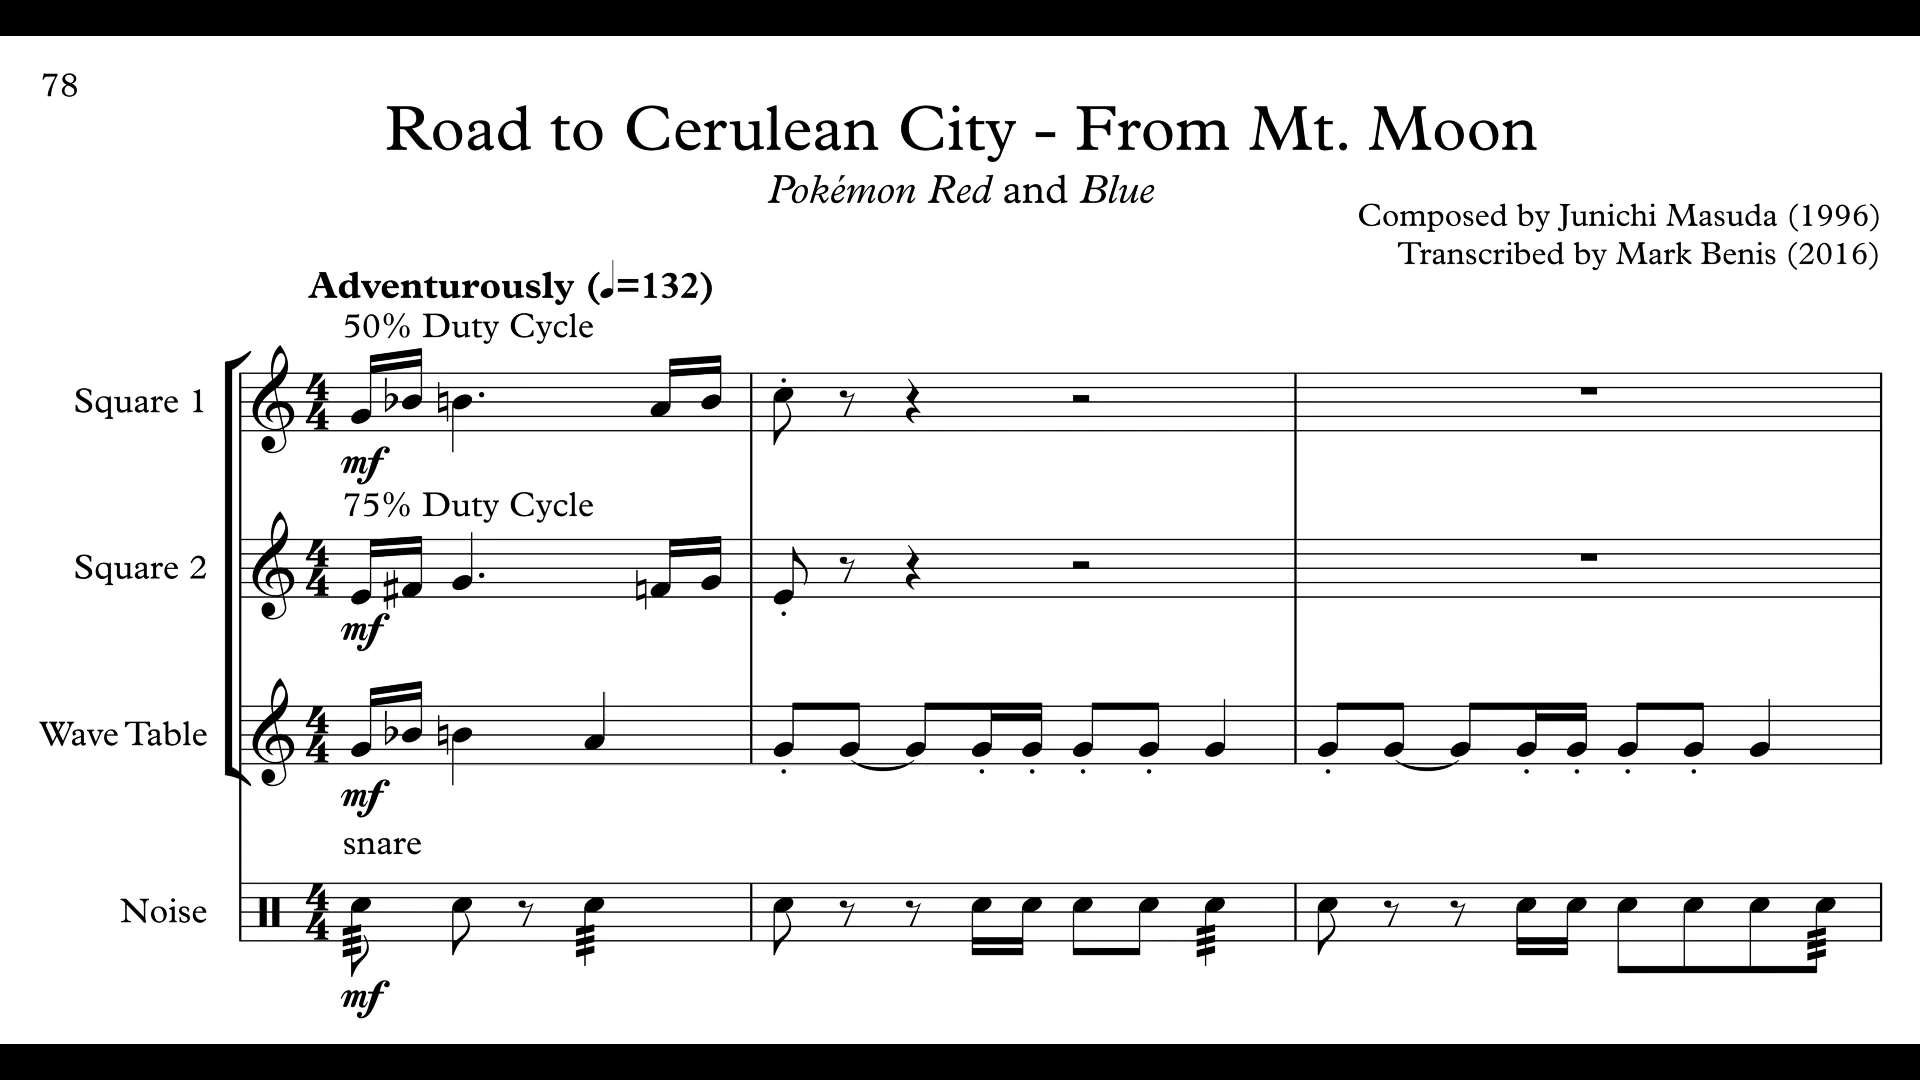 78
Road to Cerulean City - From Mt. Moon
Pokémon Red and Blue
Composed by Junichi Masuda (1996)
Transcribed by Mark Benis (2016)
Adventurously (♩=132)
50% Duty Cycle
Square 1
mf
75% Duty Cycle
Square 2
mf
Wave Table
mf
snare
Noise
mf